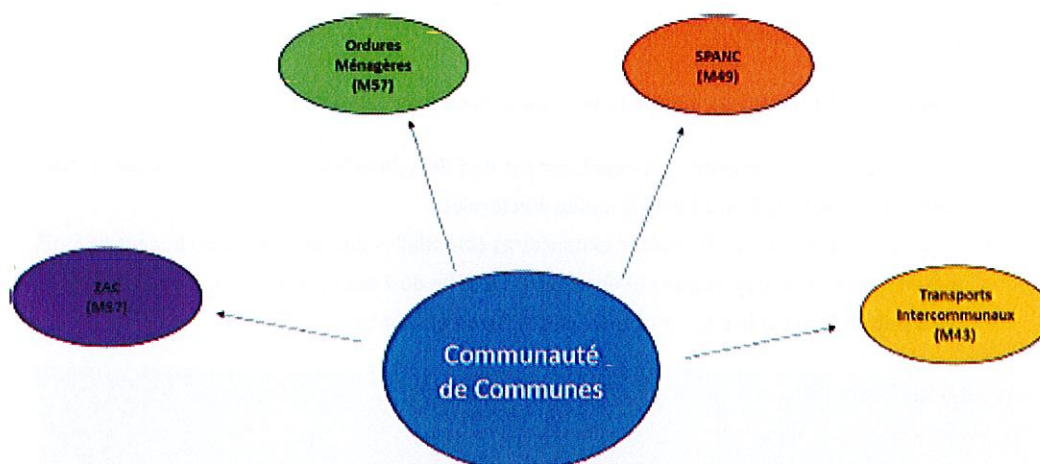 Ordures
Ménagères
(M57)
SPANC
(M49)
ZAC
(M57)
Transports
Intercommunaux
(M43)
Communauté
de Communes